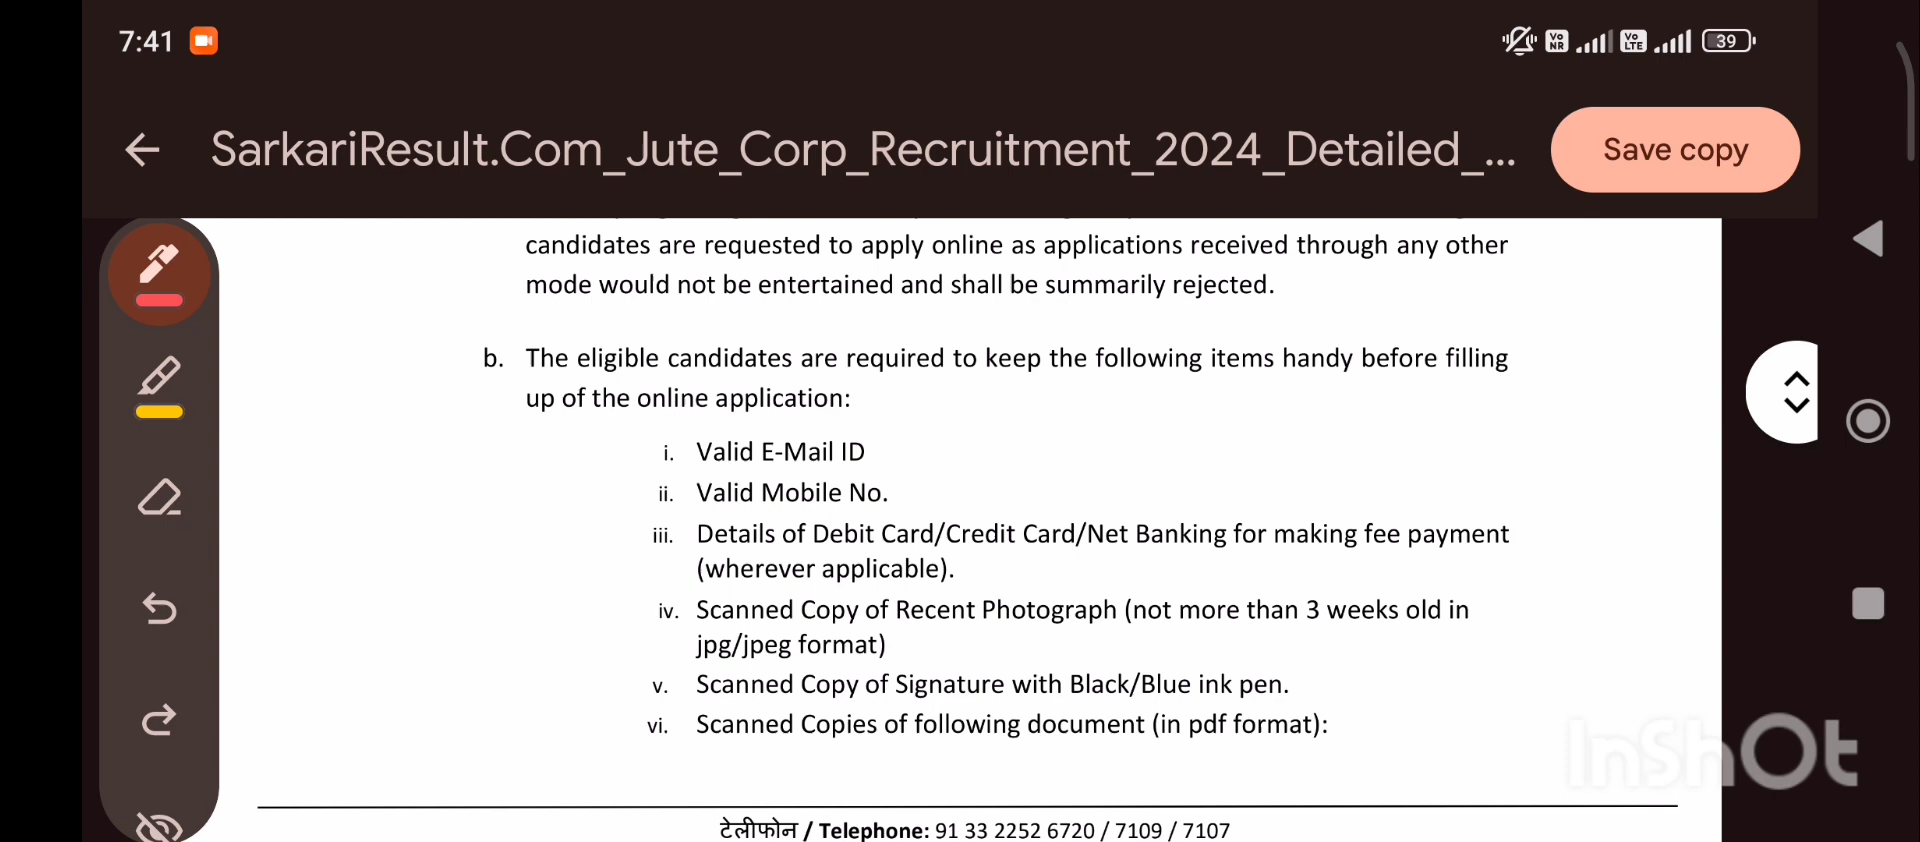 7:41
Vo NR
Vo LTE
39
SarkariResult.Com_Jute_Corp_Recruitment_2024_Detailed_...
Save copy
candidates are requested to apply online as applications received through any other
mode would not be entertained and shall be summarily rejected.
b. The eligible candidates are required to keep the following items handy before filling
up of the online application:
i. Valid E-Mail ID
ii. Valid Mobile No.
iii. Details of Debit Card/Credit Card/Net Banking for making fee payment
(wherever applicable).
iv. Scanned Copy of Recent Photograph (not more than 3 weeks old in
jpg/jpeg format)
v. Scanned Copy of Signature with Black/Blue ink pen.
vi. Scanned Copies of following document (in pdf format):
InShOt
टेलीफोन / Telephone: 91 33 2252 6720 / 7109 / 7107